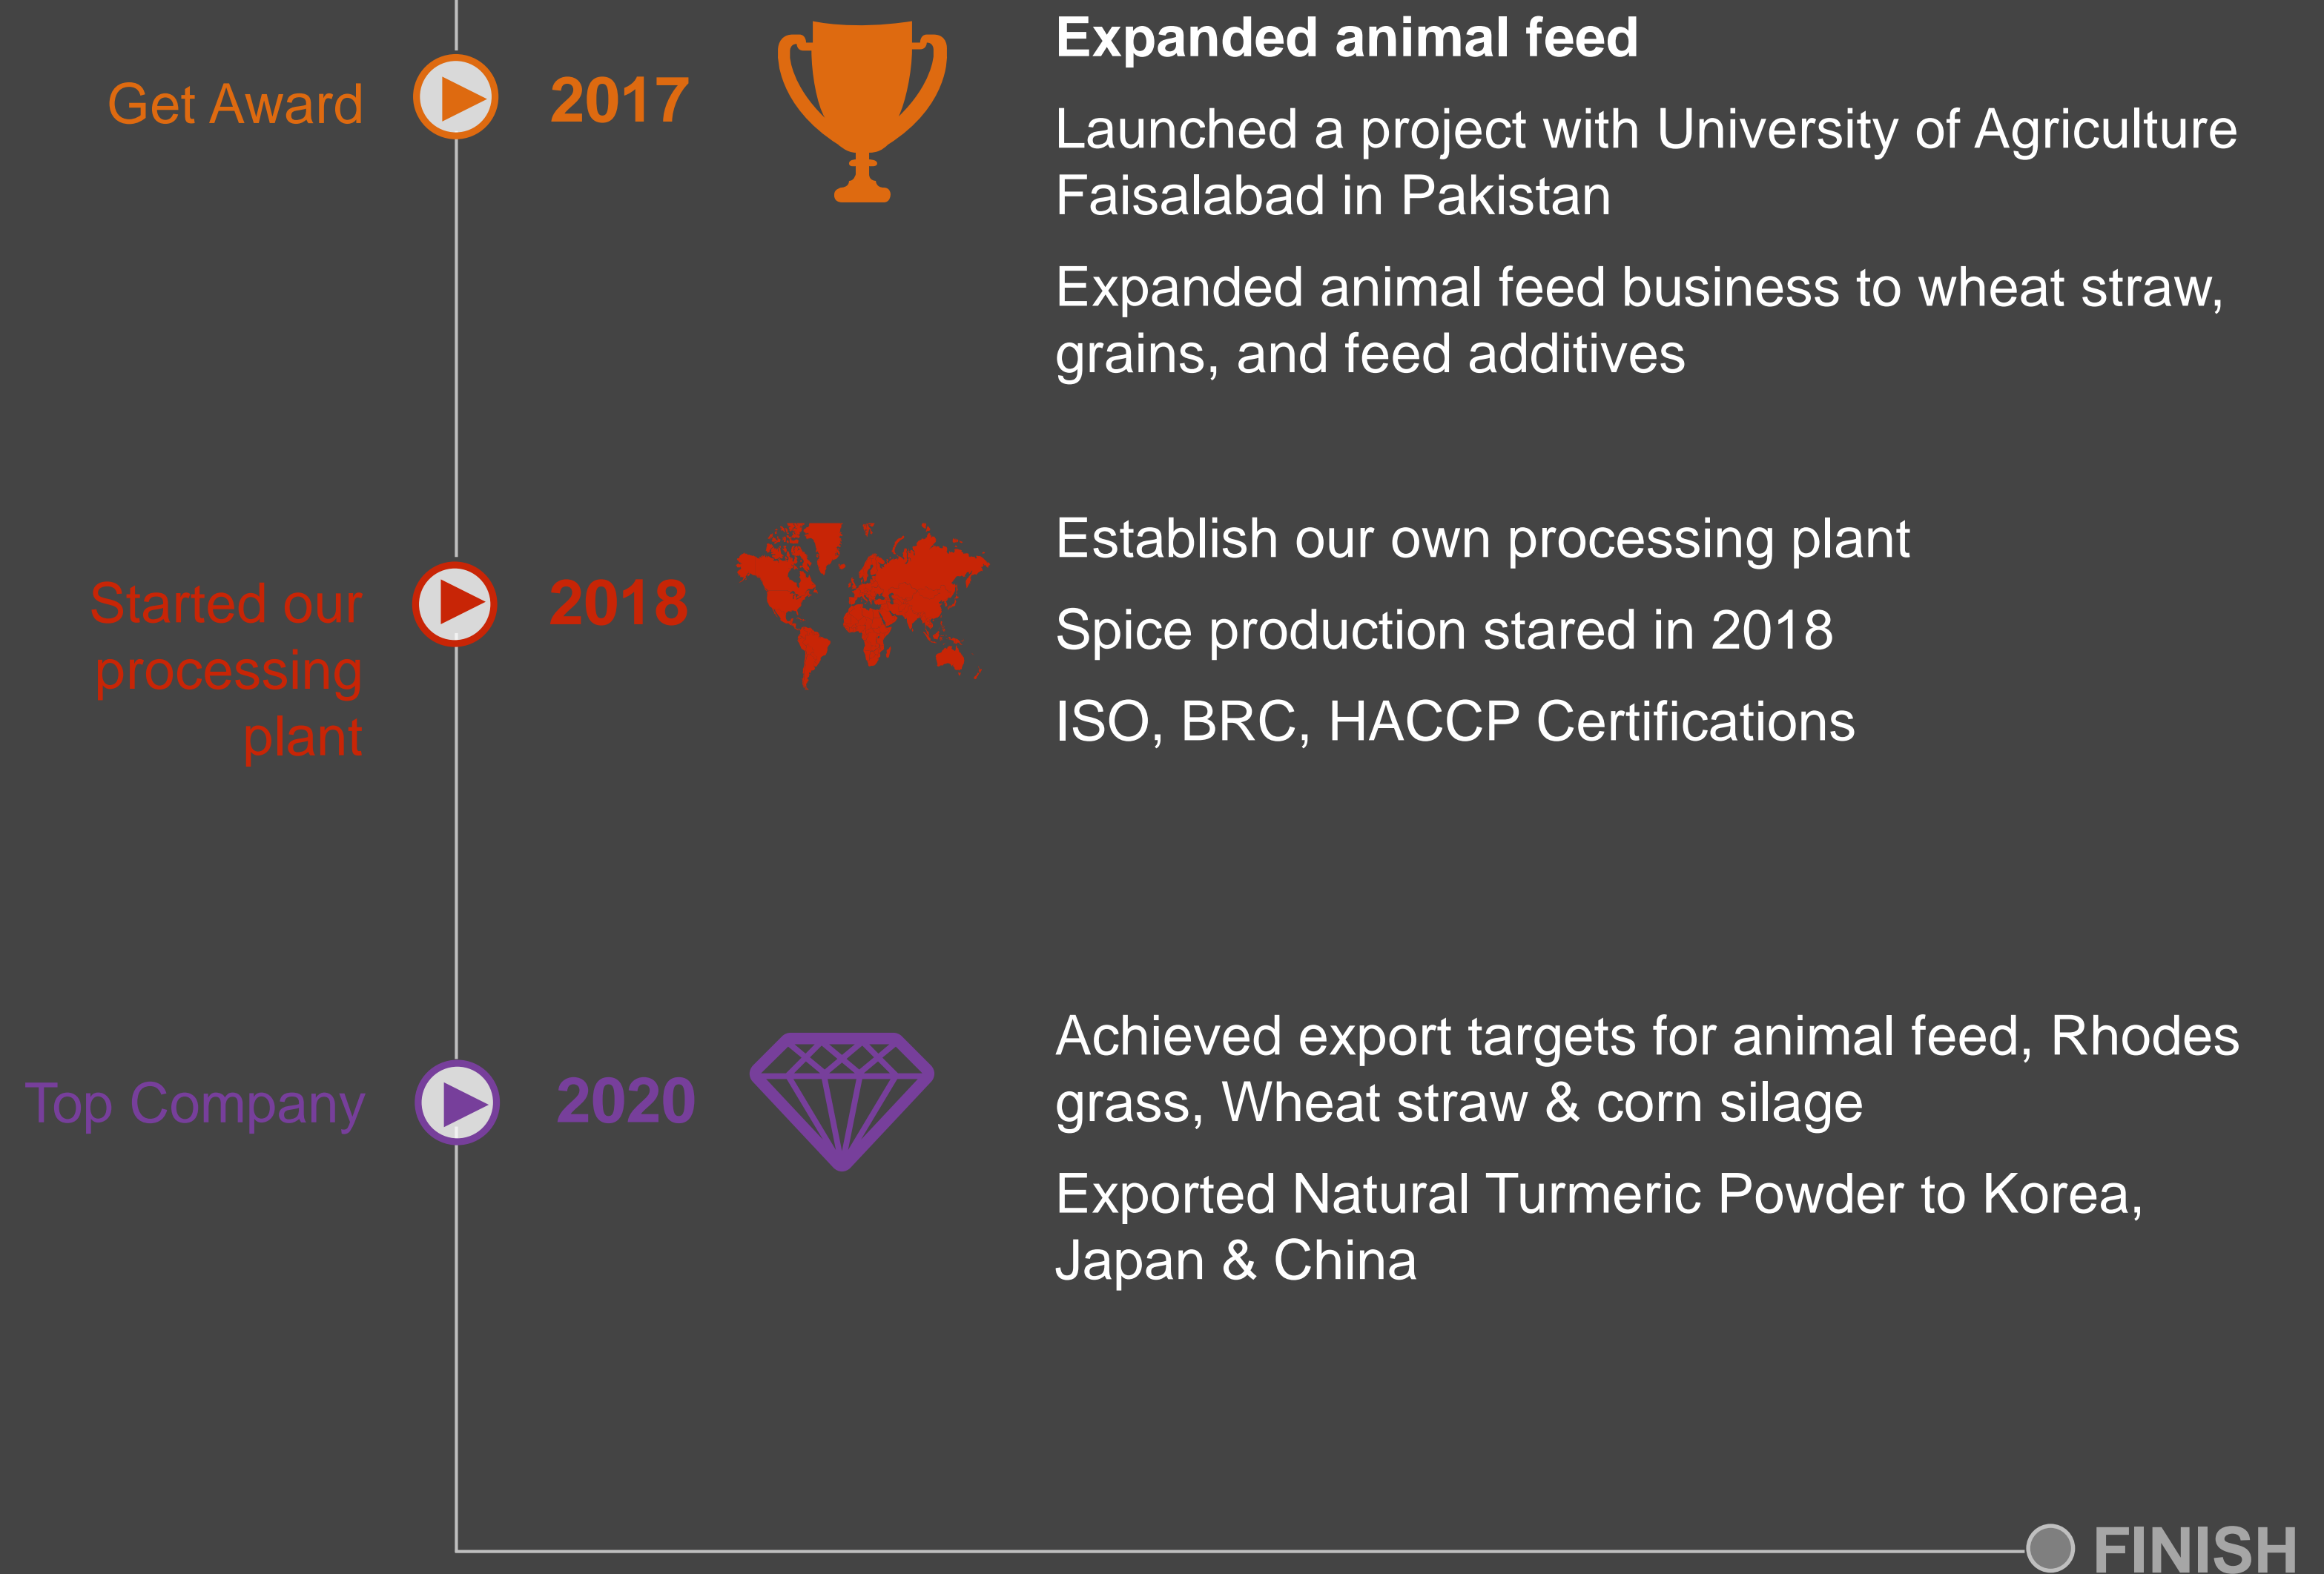 Get Award
2017
Expanded animal feed
Launched a project with University of Agriculture
Faisalabad in Pakistan
Expanded animal feed business to wheat straw,
grains, and feed additives
Started our
processing
plant
2018
Establish our own processing plant
Spice production stared in 2018
ISO, BRC, HACCP Certifications
Top Company
2020
Achieved export targets for animal feed, Rhodes
grass, Wheat straw & corn silage
Exported Natural Turmeric Powder to Korea,
Japan & China
FINISH